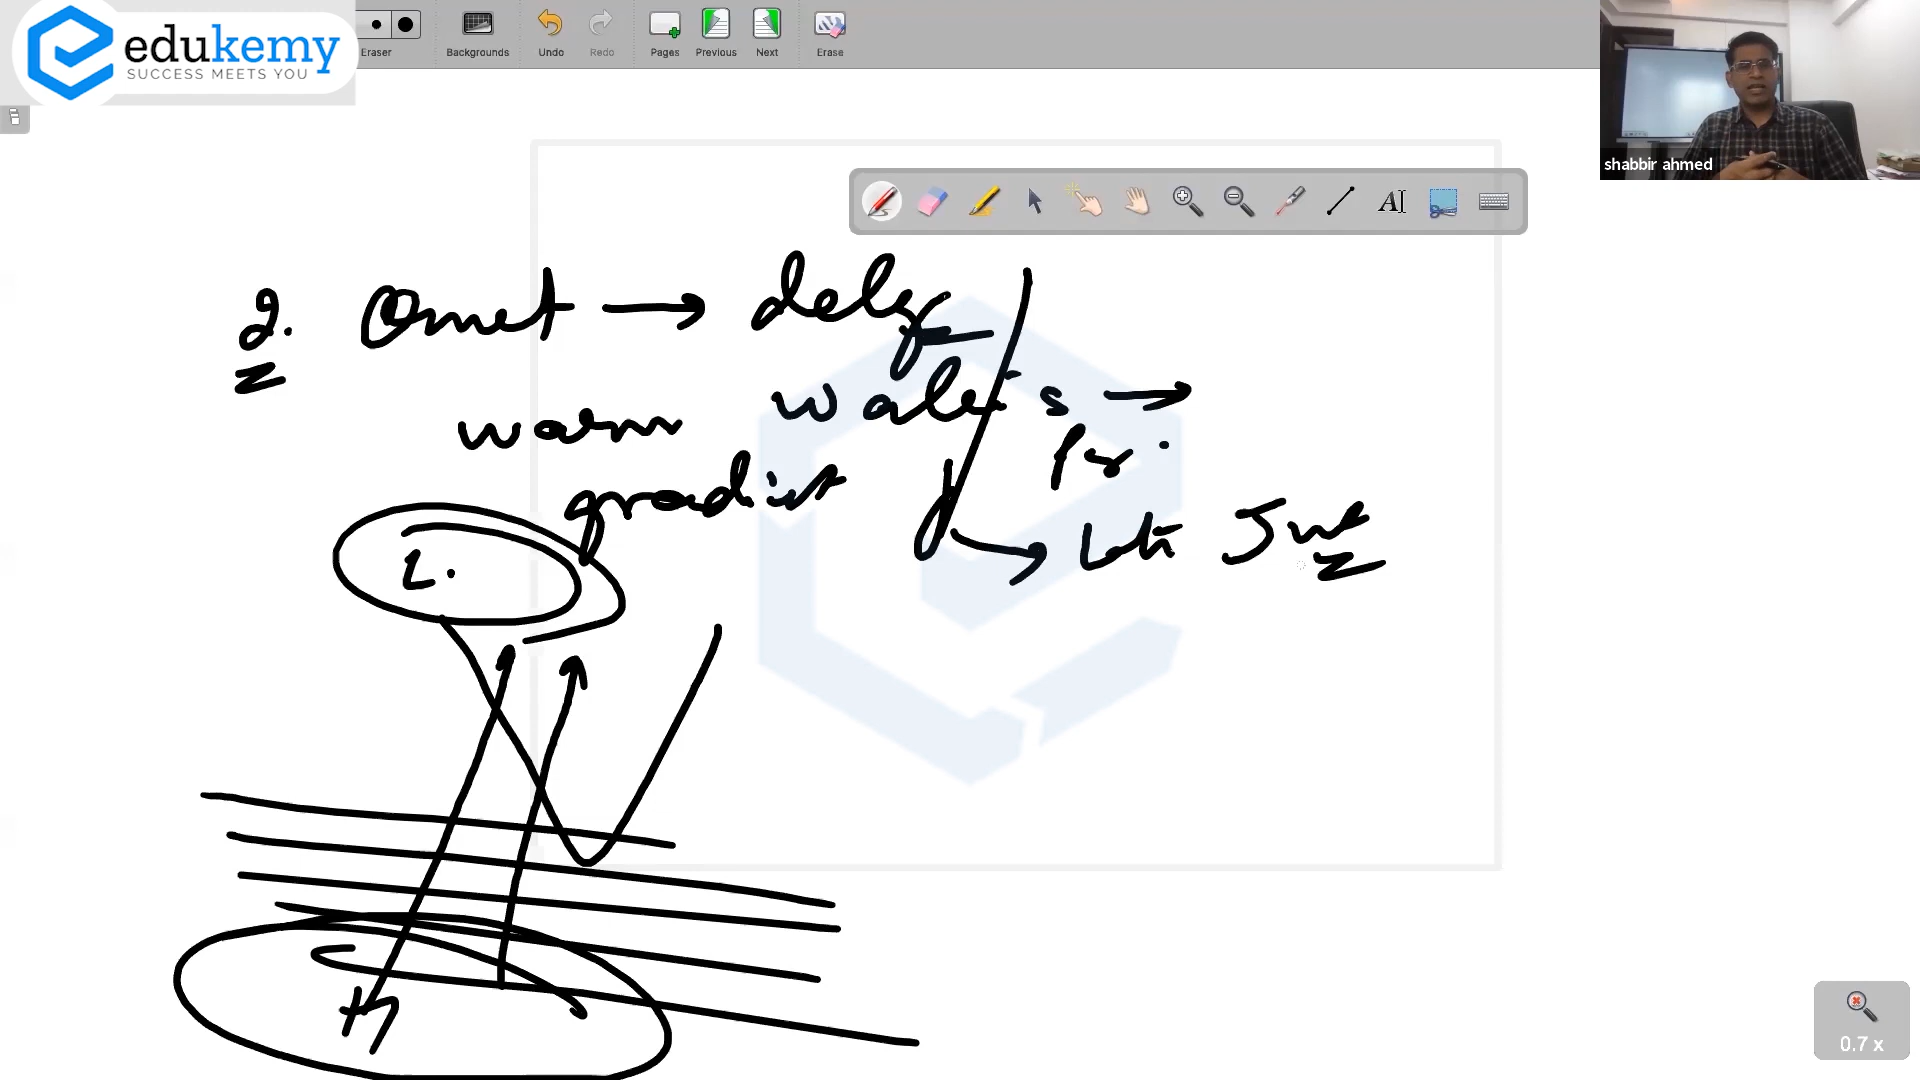 edukemy
SUCCESS MEETS YOU
Eraser
Backgrounds
Undo
Redo
Pages
Previous
Next
Erase
shabbir ahmed
2. Onset → delay
warm waters →
gradient
Pr.
L.
→ Late June
H
0.7 x